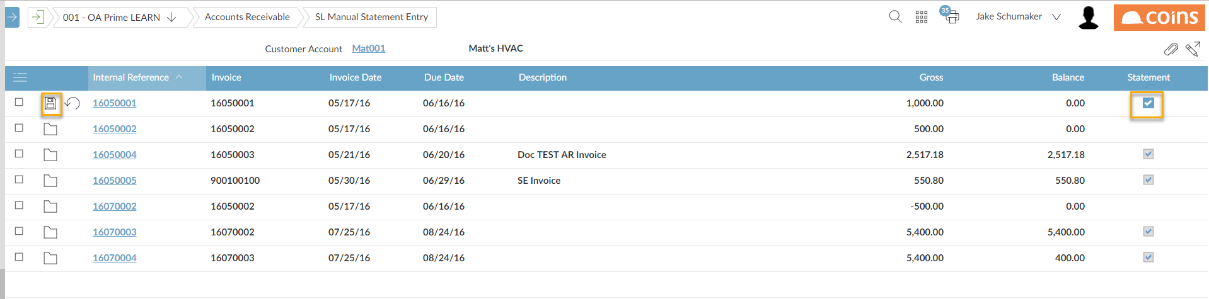 001 - OA Prime LEARN Accounts Receivable SL Manual Statement Entry 35 Jake Schumaker coins
Customer Account Mat001 Matt's HVAC
Internal Reference Invoice Invoice Date Due Date Description Gross Balance Statement
16050001 16050001 05/17/16 06/16/16 1,000.00 0.00
16050002 16050002 05/17/16 06/16/16 500.00 0.00
16050004 16050003 05/21/16 06/20/16 Doc TEST AR Invoice 2,517.18 2,517.18
16050005 900100100 05/30/16 06/29/16 SE Invoice 550.80 550.80
16070002 16050002 05/17/16 06/16/16 -500.00 0.00
16070003 16070002 07/25/16 08/24/16 5,400.00 5,400.00
16070004 16070003 07/25/16 08/24/16 5,400.00 400.00